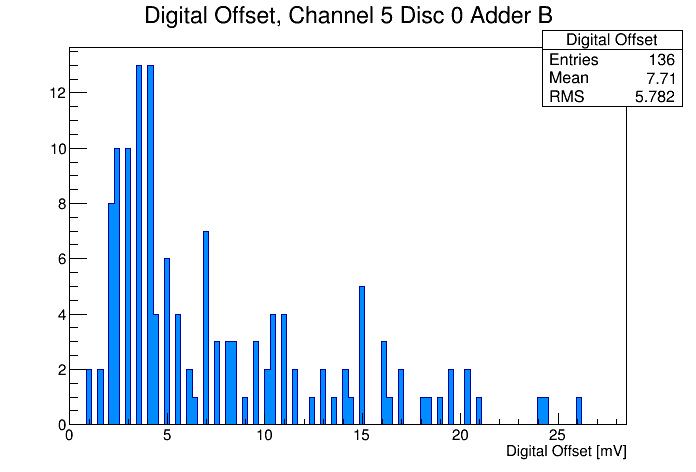 Digital Offset, Channel 5 Disc 0 Adder B
Digital Offset
Entries 136
Mean 7.71
RMS 5.782
12
10
8
6
4
2
0
0 5 10 15 20 25
Digital Offset [mV]